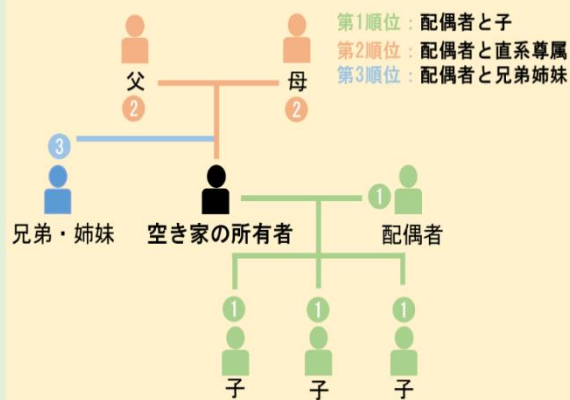 第1順位：配偶者と子
第2順位：配偶者と直系尊属
第3順位：配偶者と兄弟姉妹
父
母
2
2
3
1
兄弟・姉妹
空き家の所有者
配偶者
1
1
1
子
子
子